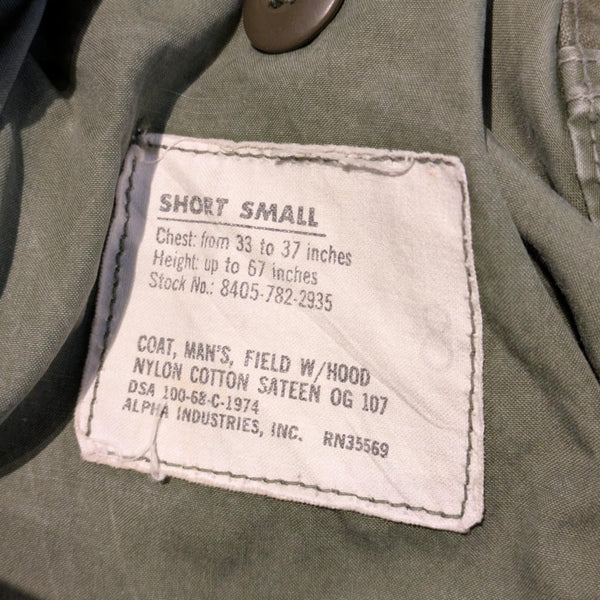 SHORT SMALL
Chest: from 33 to 37 inches
Height: up to 67 inches
Stock No.: 8405-782-2935
COAT, MAN'S, FIELD W/HOOD
NYLON COTTON SATEEN OG 107
DSA 100-68-C-1974
ALPHA INDUSTRIES, INC. RN35569